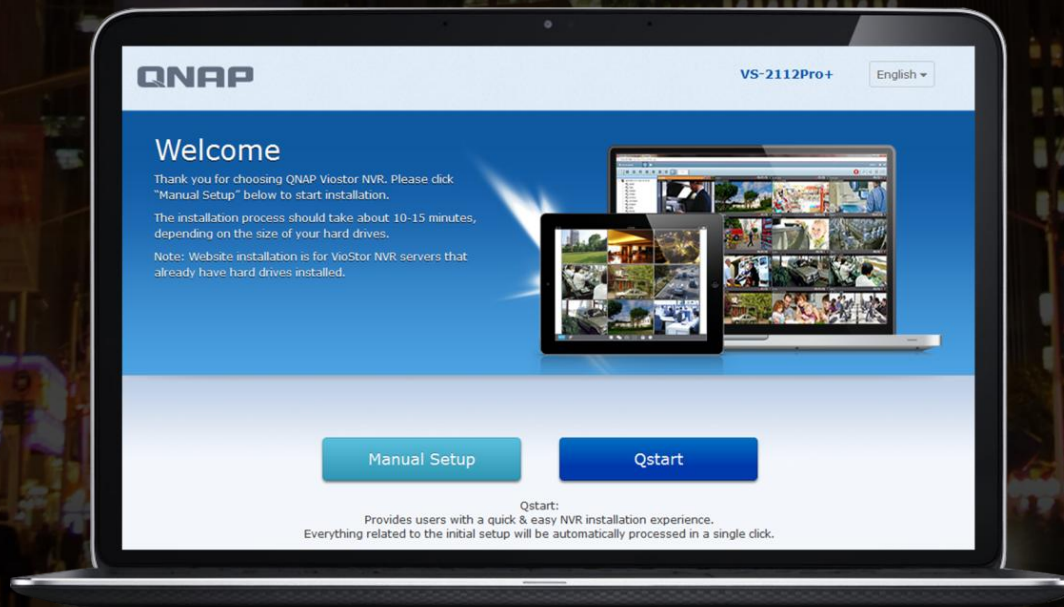 QNAP
VS-2112Pro+
English
Welcome
Thank you for choosing QNAP Viostor NVR. Please click
"Manual Setup" below to start installation.
The installation process should take about 10-15 minutes,
depending on the size of your hard drives.
Note: Website installation is for VioStor NVR servers that
already have hard drives installed.
Manual Setup
Qstart
Qstart:
Provides users with a quick & easy NVR installation experience.
Everything related to the initial setup will be automatically processed in a single click.